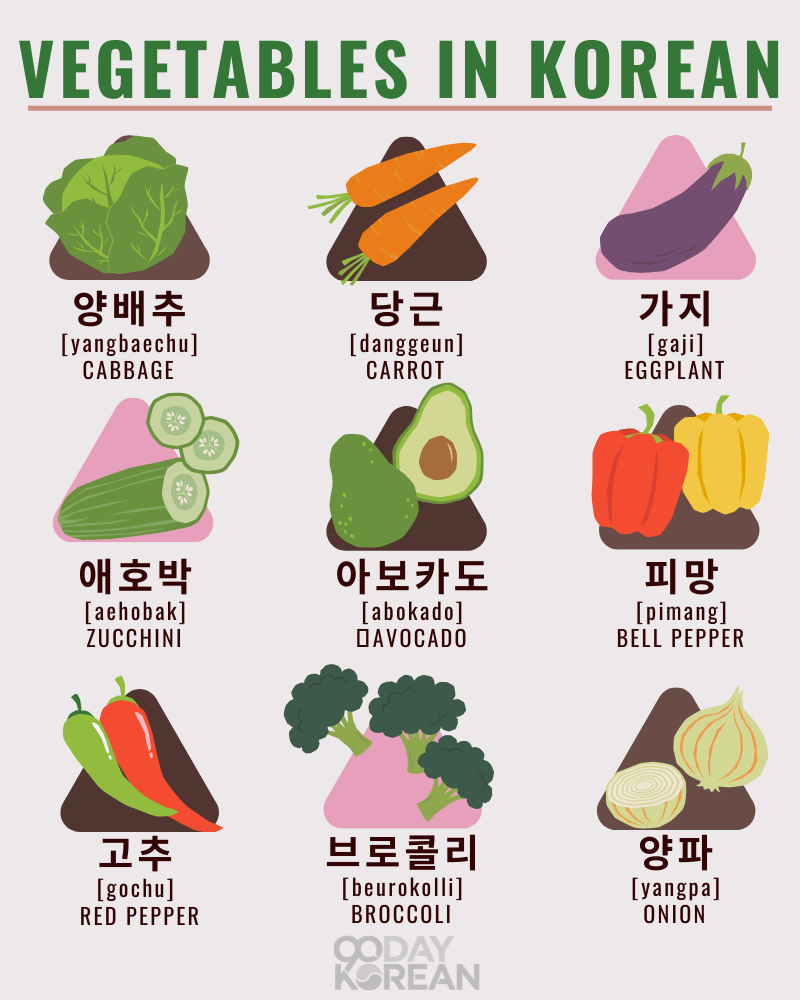 VEGETABLES IN KOREAN
양배추
[yangbaechu]
CABBAGE
당근
[danggeun]
CARROT
가지
[gaji]
EGGPLANT
애호박
[aehobak]
ZUCCHINI
아보카도
[abokado]
▯AVOCADO
피망
[pimang]
BELL PEPPER
고추
[gochu]
RED PEPPER
브로콜리
[beurokolli]
BROCCOLI
양파
[yangpa]
ONION
90DAY
KOREAN